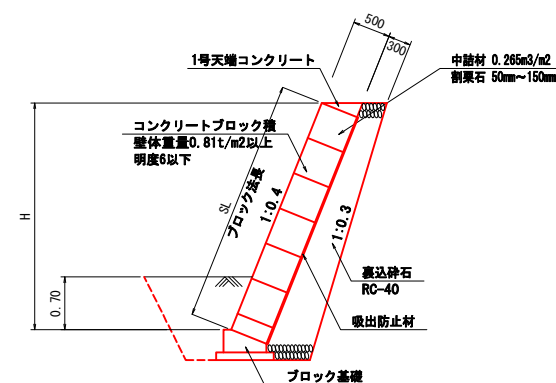 500
300
1号天端コンクリート
中詰材 0.265m3/m2
割栗石 50mm～150mm
コンクリートブロック積
壁体重量0.81t/m2以上
明度6以下
SL
ブロック法長
1:0.4
1:0.3
H
0.70
裏込砕石
RC-40
吸出防止材
ブロック基礎